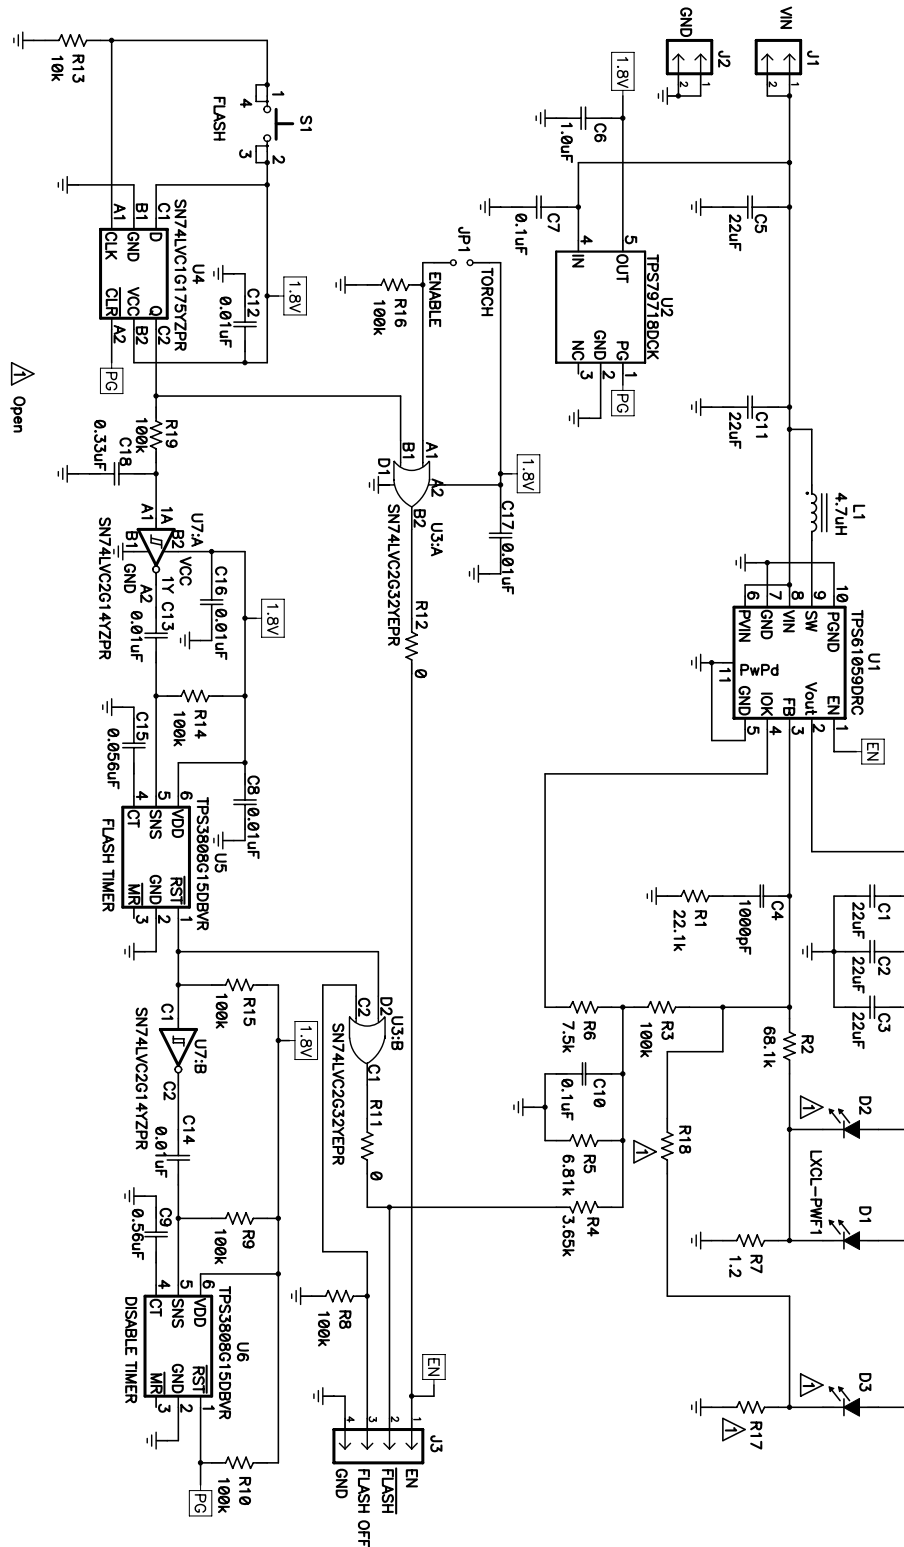 VIN
J1
1
2
GND
J2
1
2
1.8V
C6
1.0uF
C7
0.1uF
C5
22uF
C11
22uF
L1
4.7uH
U2
TPS79718DCK
4
IN
5
OUT
PG
1
GND
2
NC
3
PG
U1
TPS61059DRC
10
PGND
9
SW
8
VIN
7
GND
6
PVIN
PwPd
11
EN
1
Vout
2
FB
3
IOK
4
GND
5
EN
C1
22uF
C2
22uF
C3
22uF
C4
1000pF
R1
22.1k
R2
68.1k
R3
100k
R6
7.5k
C10
0.1uF
R5
6.81k
R4
3.65k
R18
1
D2
1
D1
LXCL-PWF1
R7
1.2
D3
1
R17
1
R13
10k
S1
FLASH
1
4
2
3
U4
SN74LVC1G175YZPR
C1
D
B1
GND
A1
CLK
Q
C2
VCC
B2
CLR
A2
PG
C12
0.01uF
1.8V
JP1
TORCH
ENABLE
R16
100k
A1
B1
D1
A2
B2
U3:A
SN74LVC2G32YEPR
1.8V
C17
0.01uF
R12
0
R19
100k
C18
0.33uF
U7:A
SN74LVC2G14YZPR
1A
A1
B1
GND
B2
VCC
1Y
A2
C13
0.01uF
C16
0.01uF
1.8V
R14
100k
C15
0.056uF
C8
0.01uF
U5
TPS3808G15DBVR
FLASH TIMER
6
VDD
5
SNS
4
CT
RST
1
GND
2
MR
3
R15
100k
1.8V
C1
U7:B
SN74LVC2G14YZPR
C2
C14
0.01uF
D2
C2
U3:B
SN74LVC2G32YEPR
C1
R11
0
R9
100k
C9
0.56uF
U6
TPS3808G15DBVR
DISABLE TIMER
6
VDD
5
SNS
4
CT
RST
1
GND
2
MR
3
R10
100k
PG
R8
100k
EN
J3
1
2
3
4
EN
FLASH
FLASH OFF
GND
1
Open